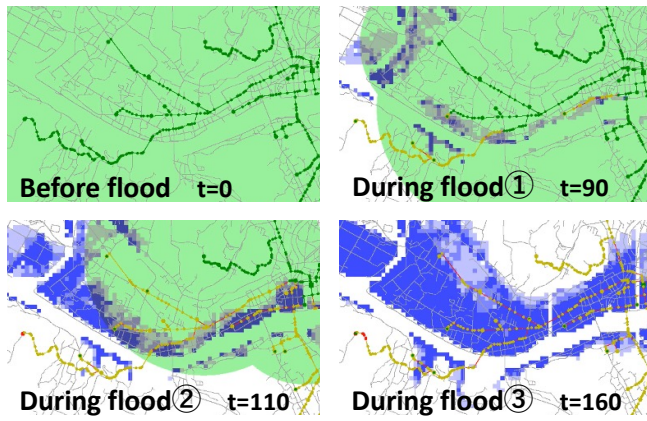 Before flood t=0
During flood① t=90
During flood② t=110
During flood③ t=160